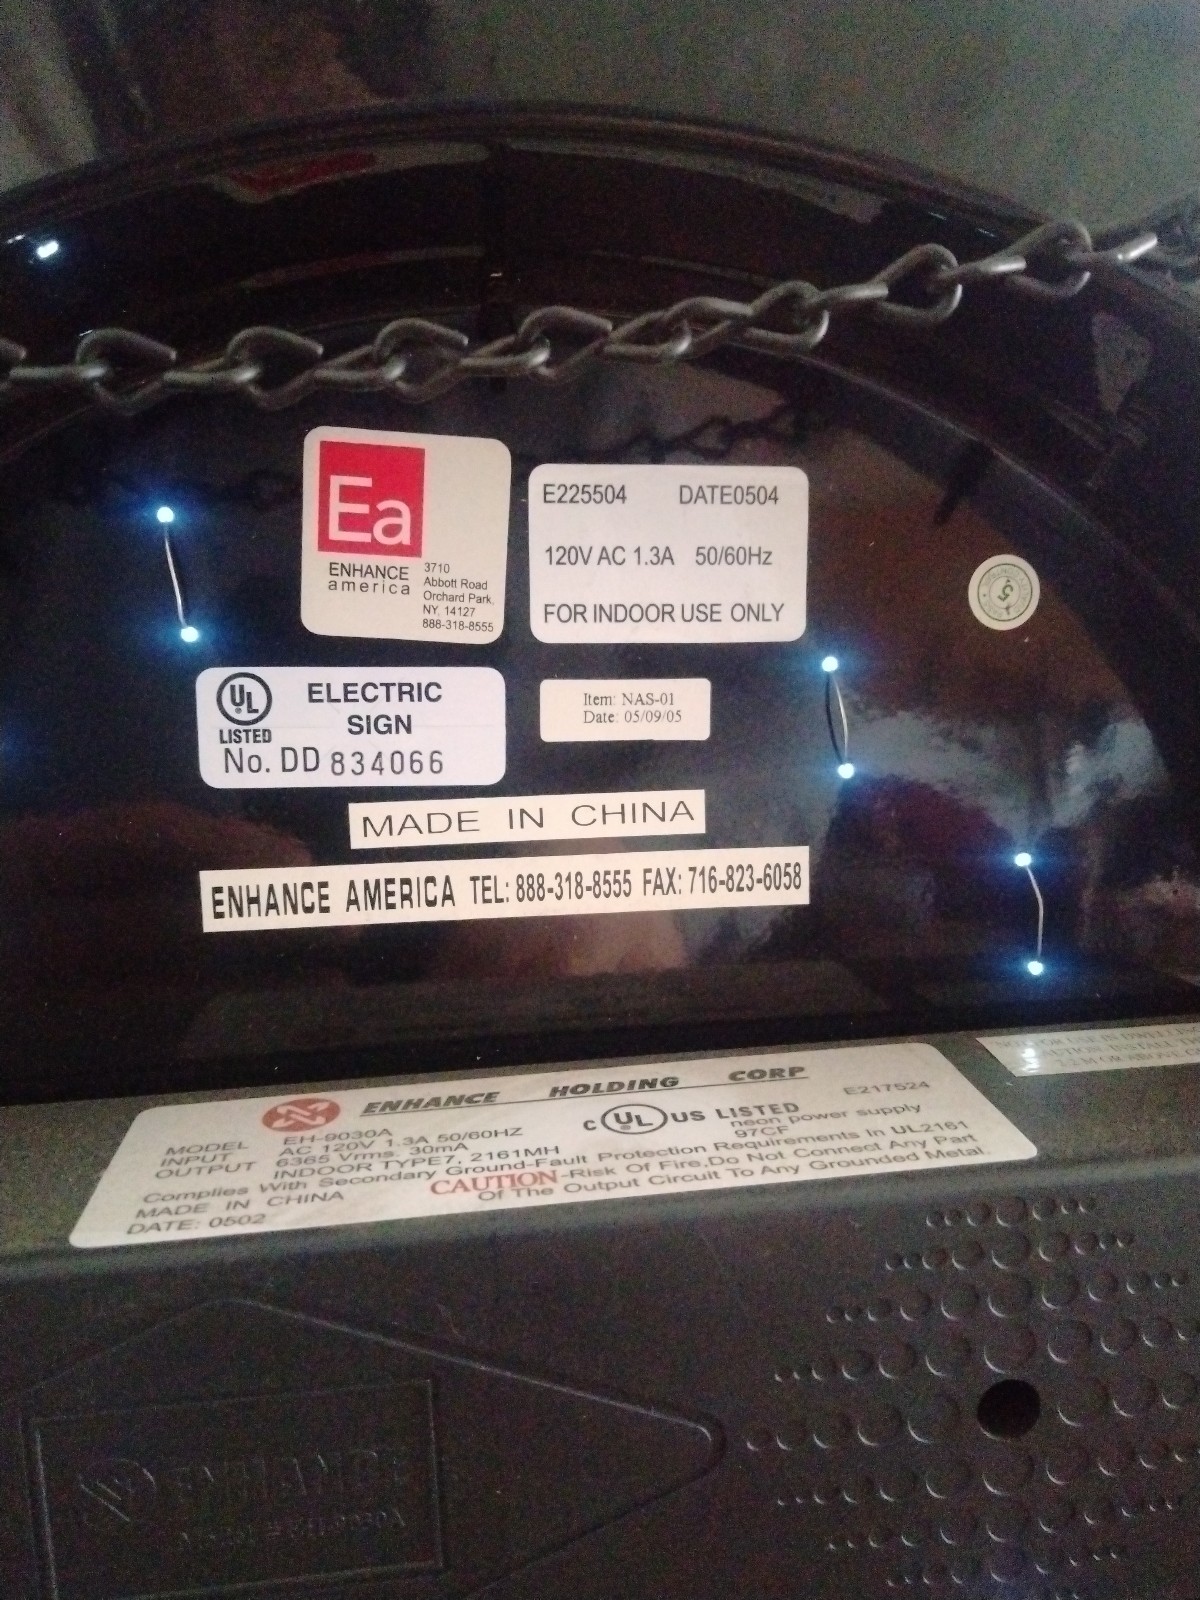 Ea
ENHANCE
america
3710
Abbott Road
Orchard Park,
NY, 14127
888-318-8555
E225504 DATE0504
120V AC 1.3A 50/60Hz
FOR INDOOR USE ONLY
5
UL
LISTED
ELECTRIC
SIGN
No. DD 834066
Item: NAS-01
Date: 05/09/05
MADE IN CHINA
ENHANCE AMERICA TEL: 888-318-8555 FAX: 716-823-6058
ENHANCE HOLDING CORP
E217524
MODEL EH-9030A
INPUT AC 120V 1.3A 50/60HZ
OUTPUT 6365 Vrms. 30mA
INDOOR TYPE7, 2161MH
c UL US LISTED
neon power supply
97CF
Complies With Secondary Ground-Fault Protection Requirements In UL2161
MADE IN CHINA
CAUTION-Risk Of Fire,Do Not Connect Any Part
Of The Output Circuit To Any Grounded Metal.
DATE: 0502
ENHANCE